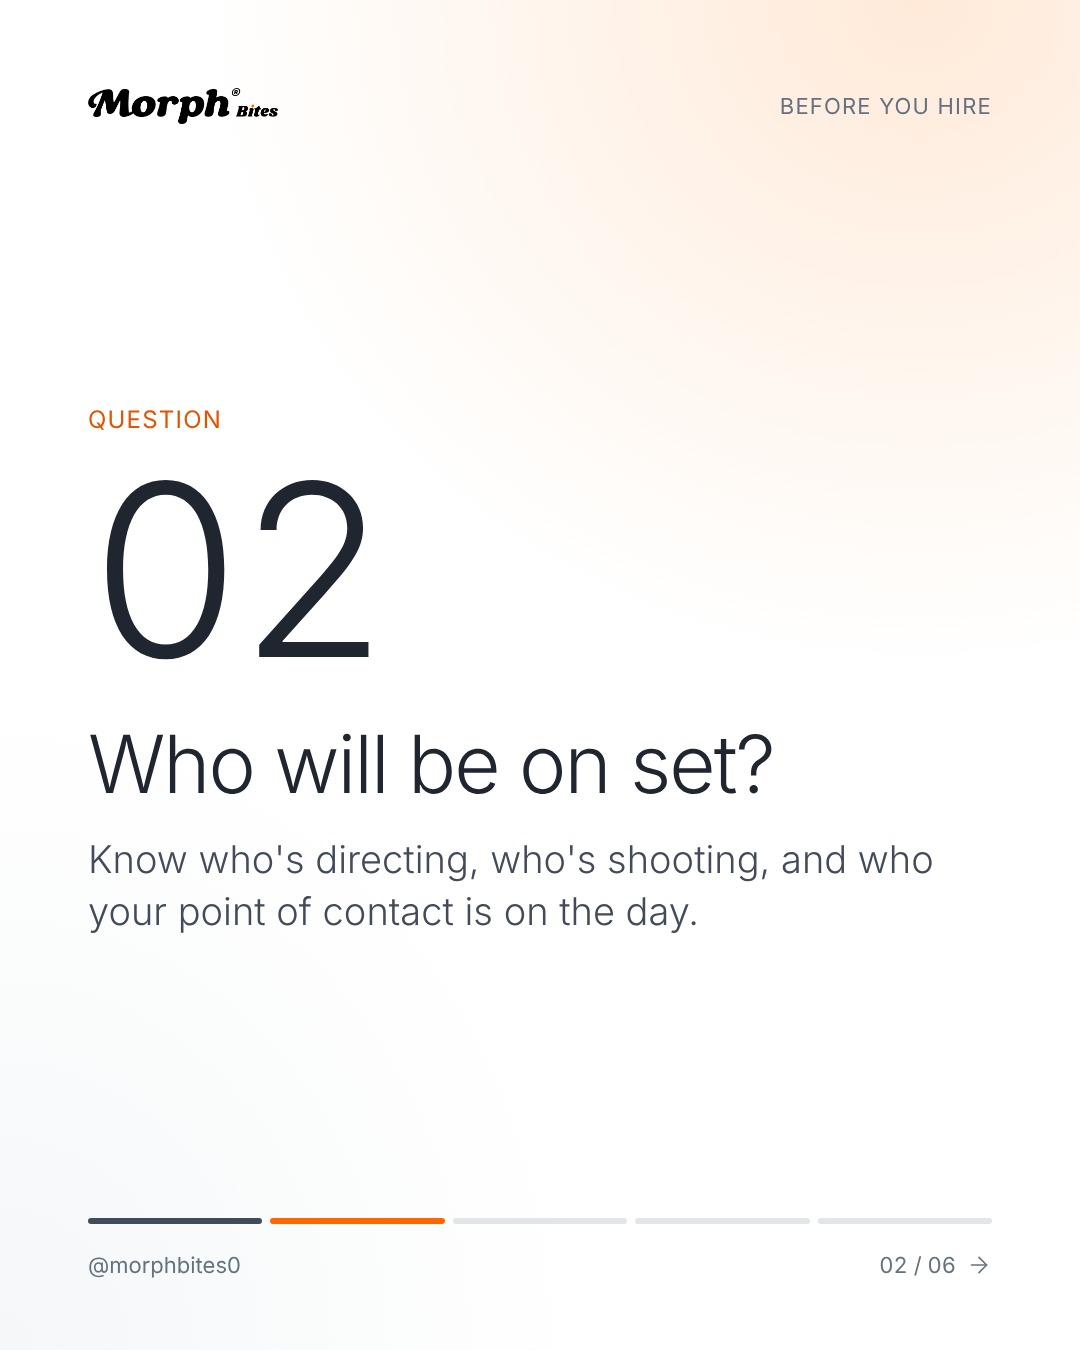 Morph® Bites
BEFORE YOU HIRE
QUESTION
02
Who will be on set?
Know who's directing, who's shooting, and who
your point of contact is on the day.
@morphbites0
02 / 06 →